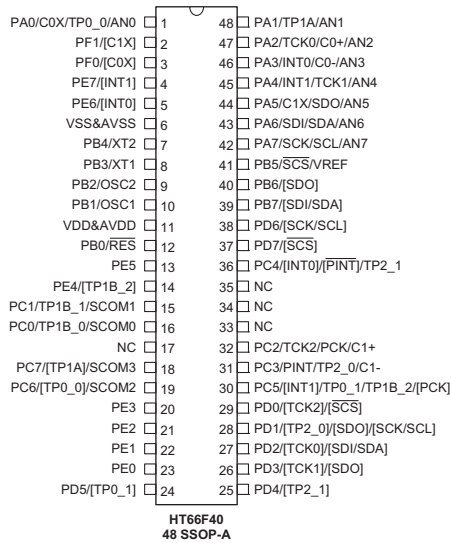 PA0/C0X/TP0_0/AN0 1 48 PA1/TP1A/AN1
PF1/[C1X] 2 47 PA2/TCK0/C0+/AN2
PF0/[C0X] 3 46 PA3/INT0/C0-/AN3
PE7/[INT1] 4 45 PA4/INT1/TCK1/AN4
PE6/[INT0] 5 44 PA5/C1X/SDO/AN5
VSS&AVSS 6 43 PA6/SDI/SDA/AN6
PB4/XT2 7 42 PA7/SCK/SCL/AN7
PB3/XT1 8 41 PB5/S̅C̅S̅/VREF
PB2/OSC2 9 40 PB6/[SDO]
PB1/OSC1 10 39 PB7/[SDI/SDA]
VDD&AVDD 11 38 PD6/[SCK/SCL]
PB0/R̅E̅S̅ 12 37 PD7/[S̅C̅S̅]
PE5 13 36 PC4/[INT0]/[P̅I̅N̅T̅]/TP2_1
PE4/[TP1B_2] 14 35 NC
PC1/TP1B_1/SCOM1 15 34 NC
PC0/TP1B_0/SCOM0 16 33 NC
NC 17 32 PC2/TCK2/PCK/C1+
PC7/[TP1A]/SCOM3 18 31 PC3/PINT/TP2_0/C1-
PC6/[TP0_0]/SCOM2 19 30 PC5/[INT1]/TP0_1/TP1B_2/[PCK]
PE3 20 29 PD0/[TCK2]/[S̅C̅S̅]
PE2 21 28 PD1/[TP2_0]/[SDO]/[SCK/SCL]
PE1 22 27 PD2/[TCK0]/[SDI/SDA]
PE0 23 26 PD3/[TCK1]/[SDO]
PD5/[TP0_1] 24 25 PD4/[TP2_1]
HT66F40
48 SSOP-A